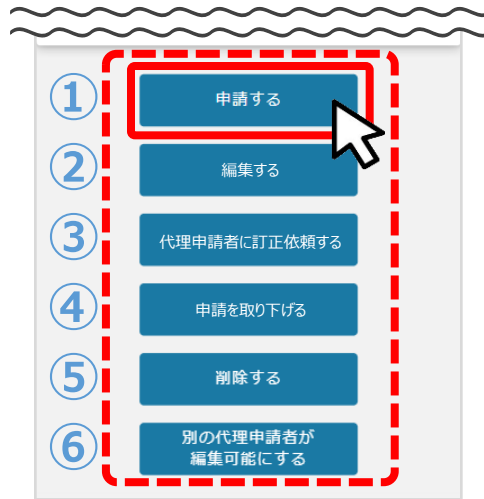 ① 申請する
② 編集する
③ 代理申請者に訂正依頼する
④ 申請を取り下げる
⑤ 削除する
⑥ 別の代理申請者が
編集可能にする